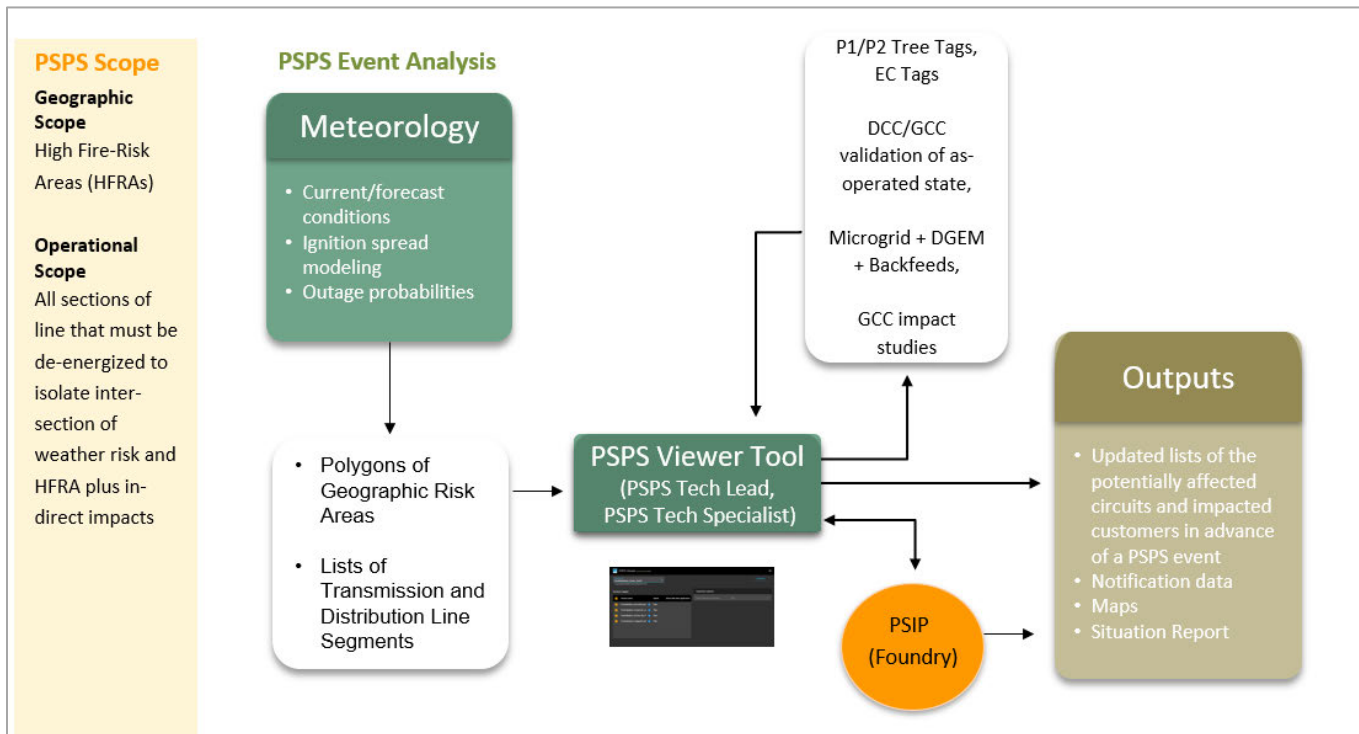 PSPS Scope
Geographic
Scope
High Fire-Risk
Areas (HFRAs)
Operational
Scope
All sections of
line that must be
de-energized to
isolate inter-
section of
weather risk and
HFRA plus in-
direct impacts
PSPS Event Analysis
Meteorology
• Current/forecast
conditions
• Ignition spread
modeling
• Outage probabilities
• Polygons of
Geographic Risk
Areas
• Lists of
Transmission and
Distribution Line
Segments
PSPS Viewer Tool
(PSPS Tech Lead,
PSPS Tech Specialist)
P1/P2 Tree Tags,
EC Tags
DCC/GCC
validation of as-
operated state,
Microgrid + DGEM
+ Backfeeds,
GCC impact
studies
PSIP
(Foundry)
Outputs
• Updated lists of the
potentially affected
circuits and impacted
customers in advance
of a PSPS event
• Notification data
• Maps
• Situation Report